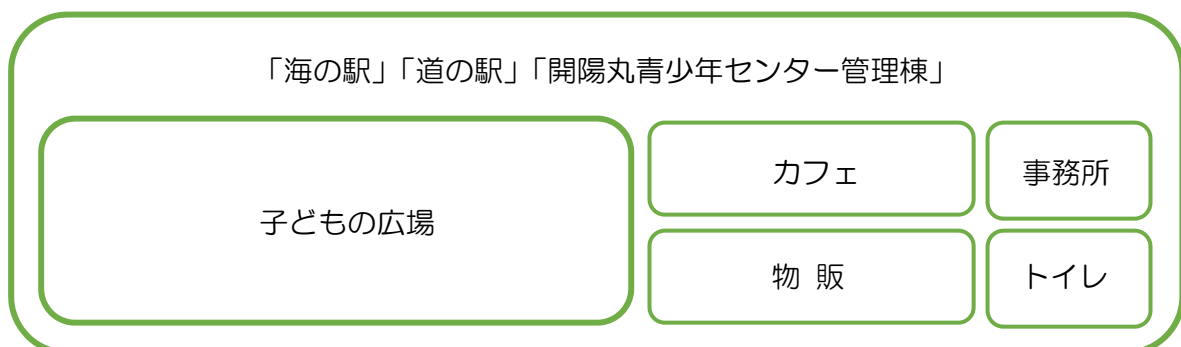 「海の駅」「道の駅」「開陽丸青少年センター管理棟」
子どもの広場
カフェ
事務所
物 販
トイレ